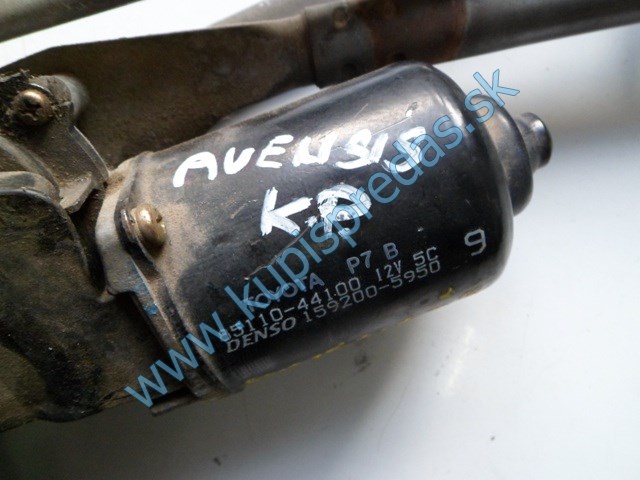 AVENSIS
K.R
TOYOTA P7 B
85110-44100 12V 5C
DENSO 159200-5950
9
www.kupispredas.sk